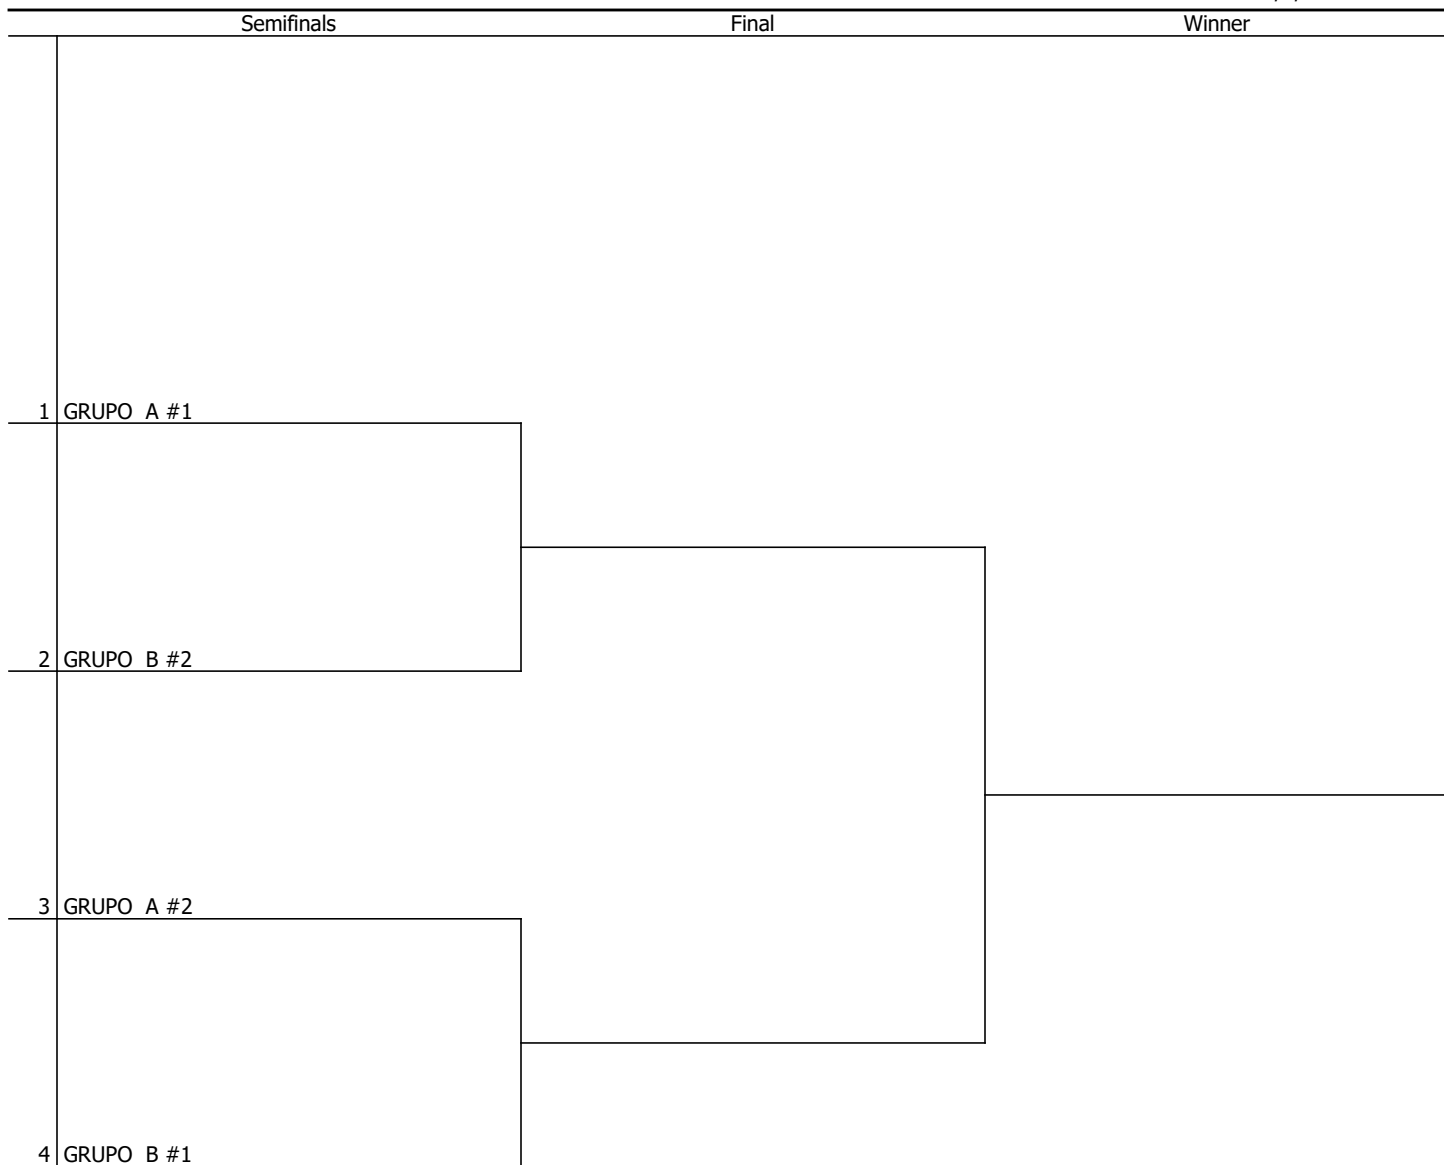 Semifinals Final Winner
1 GRUPO A #1
2 GRUPO B #2
3 GRUPO A #2
4 GRUPO B #1